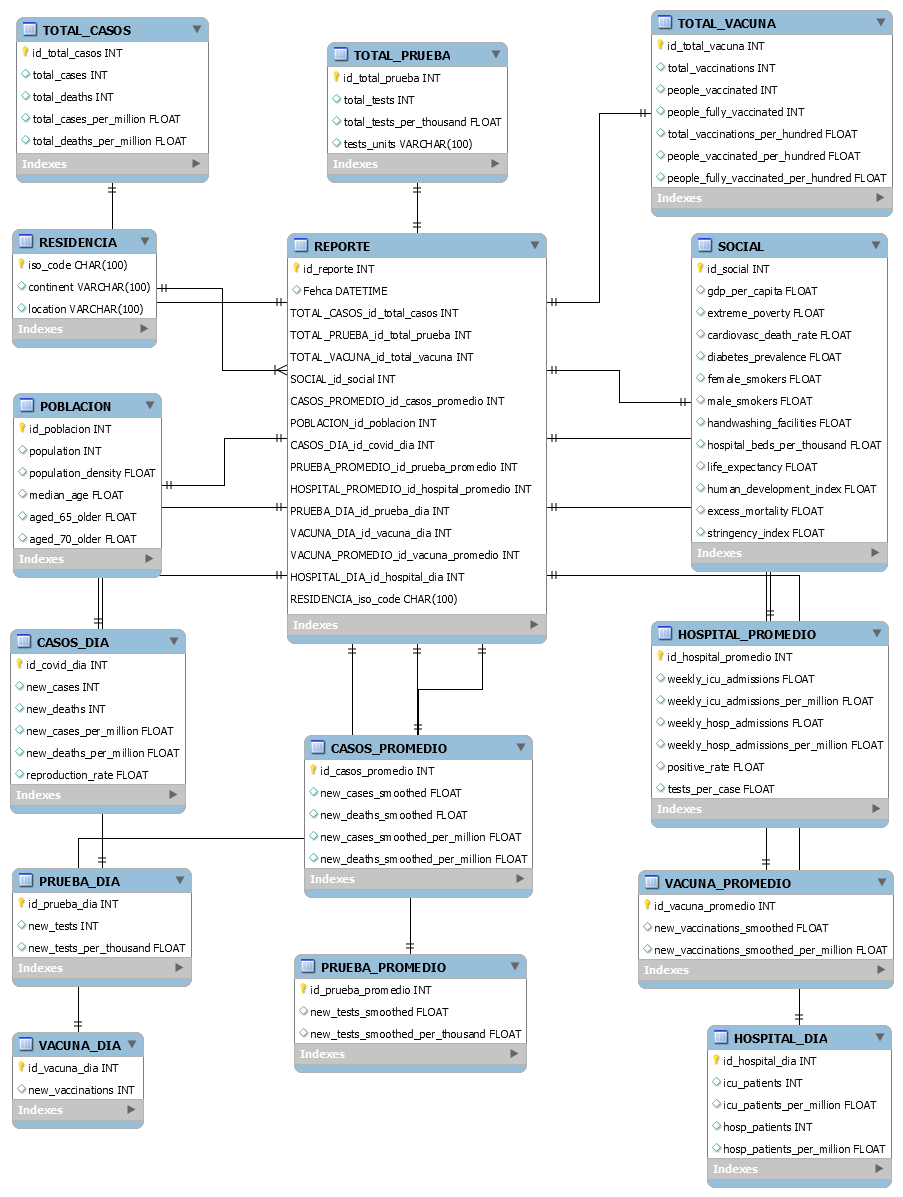 TOTAL_CASOS
id_total_casos INT
total_cases INT
total_deaths INT
total_cases_per_million FLOAT
total_deaths_per_million FLOAT
Indexes
TOTAL_PRUEBA
id_total_prueba INT
total_tests INT
total_tests_per_thousand FLOAT
tests_units VARCHAR(100)
Indexes
TOTAL_VACUNA
id_total_vacuna INT
total_vaccinations INT
people_vaccinated INT
people_fully_vaccinated INT
total_vaccinations_per_hundred FLOAT
people_vaccinated_per_hundred FLOAT
people_fully_vaccinated_per_hundred FLOAT
Indexes
RESIDENCIA
iso_code CHAR(100)
continent VARCHAR(100)
location VARCHAR(100)
Indexes
REPORTE
id_reporte INT
Fehca DATETIME
TOTAL_CASOS_id_total_casos INT
TOTAL_PRUEBA_id_total_prueba INT
TOTAL_VACUNA_id_total_vacuna INT
SOCIAL_id_social INT
CASOS_PROMEDIO_id_casos_promedio INT
POBLACION_id_poblacion INT
CASOS_DIA_id_covid_dia INT
PRUEBA_PROMEDIO_id_prueba_promedio INT
HOSPITAL_PROMEDIO_id_hospital_promedio INT
PRUEBA_DIA_id_prueba_dia INT
VACUNA_DIA_id_vacuna_dia INT
VACUNA_PROMEDIO_id_vacuna_promedio INT
HOSPITAL_DIA_id_hospital_dia INT
RESIDENCIA_iso_code CHAR(100)
Indexes
SOCIAL
id_social INT
gdp_per_capita FLOAT
extreme_poverty FLOAT
cardiovasc_death_rate FLOAT
diabetes_prevalence FLOAT
female_smokers FLOAT
male_smokers FLOAT
handwashing_facilities FLOAT
hospital_beds_per_thousand FLOAT
life_expectancy FLOAT
human_development_index FLOAT
excess_mortality FLOAT
stringency_index FLOAT
Indexes
POBLACION
id_poblacion INT
population INT
population_density FLOAT
median_age FLOAT
aged_65_older FLOAT
aged_70_older FLOAT
Indexes
CASOS_DIA
id_covid_dia INT
new_cases INT
new_deaths INT
new_cases_per_million FLOAT
new_deaths_per_million FLOAT
reproduction_rate FLOAT
Indexes
HOSPITAL_PROMEDIO
id_hospital_promedio INT
weekly_icu_admissions FLOAT
weekly_icu_admissions_per_million FLOAT
weekly_hosp_admissions FLOAT
weekly_hosp_admissions_per_million FLOAT
positive_rate FLOAT
tests_per_case FLOAT
Indexes
CASOS_PROMEDIO
id_casos_promedio INT
new_cases_smoothed FLOAT
new_deaths_smoothed FLOAT
new_cases_smoothed_per_million FLOAT
new_deaths_smoothed_per_million FLOAT
Indexes
PRUEBA_DIA
id_prueba_dia INT
new_tests INT
new_tests_per_thousand FLOAT
Indexes
VACUNA_PROMEDIO
id_vacuna_promedio INT
new_vaccinations_smoothed FLOAT
new_vaccinations_smoothed_per_million FLOAT
Indexes
PRUEBA_PROMEDIO
id_prueba_promedio INT
new_tests_smoothed FLOAT
new_tests_smoothed_per_thousand FLOAT
Indexes
VACUNA_DIA
id_vacuna_dia INT
new_vaccinations INT
Indexes
HOSPITAL_DIA
id_hospital_dia INT
icu_patients INT
icu_patients_per_million FLOAT
hosp_patients INT
hosp_patients_per_million FLOAT
Indexes